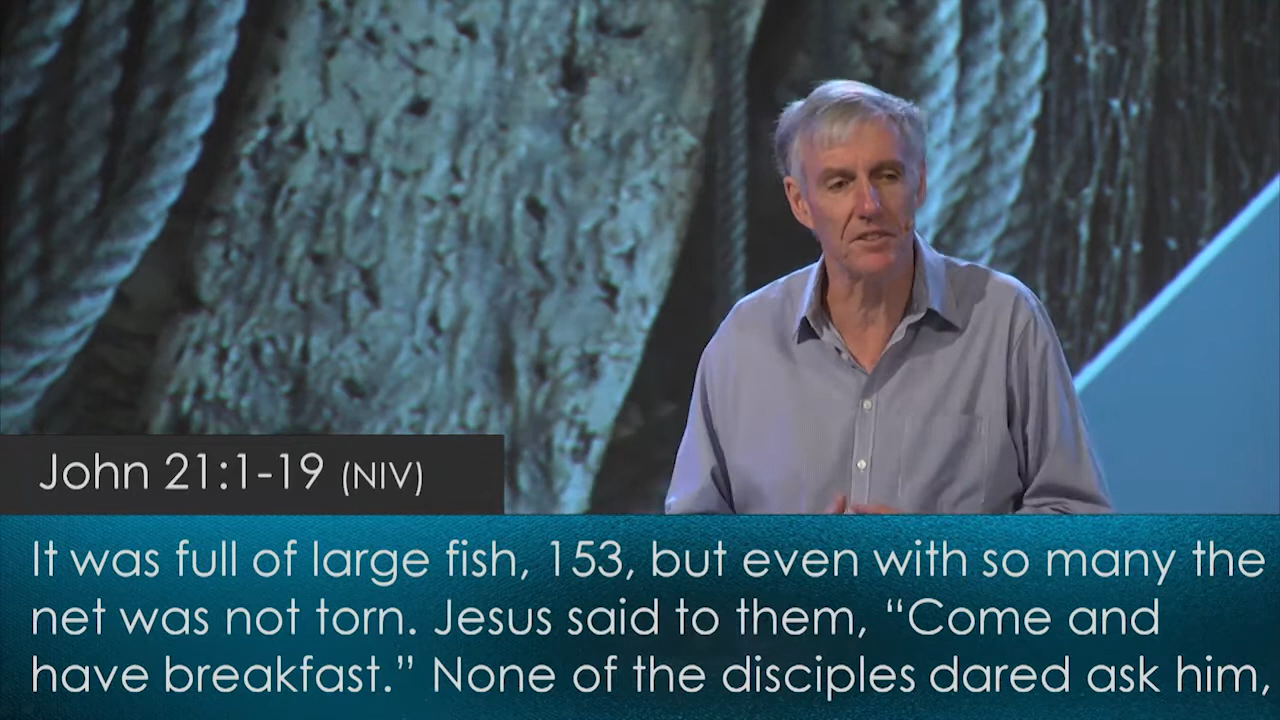 John 21:1-19 (NIV)
It was full of large fish, 153, but even with so many the
net was not torn. Jesus said to them, “Come and
have breakfast.” None of the disciples dared ask him,